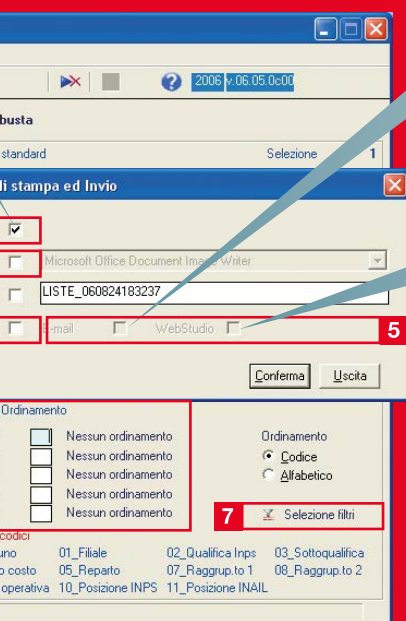 2006 v.06.05.0c00
busta
standard Selezione 1
di stampa ed Invio
Microsoft Office Document Image Writer
LISTE_060824183237
E-mail WebStudio
5
Conferma Uscita
Ordinamento
Nessun ordinamento
Nessun ordinamento
Nessun ordinamento
Nessun ordinamento
Nessun ordinamento
Ordinamento
Codice
Alfabetico
7 Selezione filtri
codici
uno 01_Filiale 02_Qualifica Inps 03_Sottoqualifica
o costo 05_Reparto 07_Raggrup.to 1 08_Raggrup.to 2
operativa 10_Posizione INPS 11_Posizione INAIL